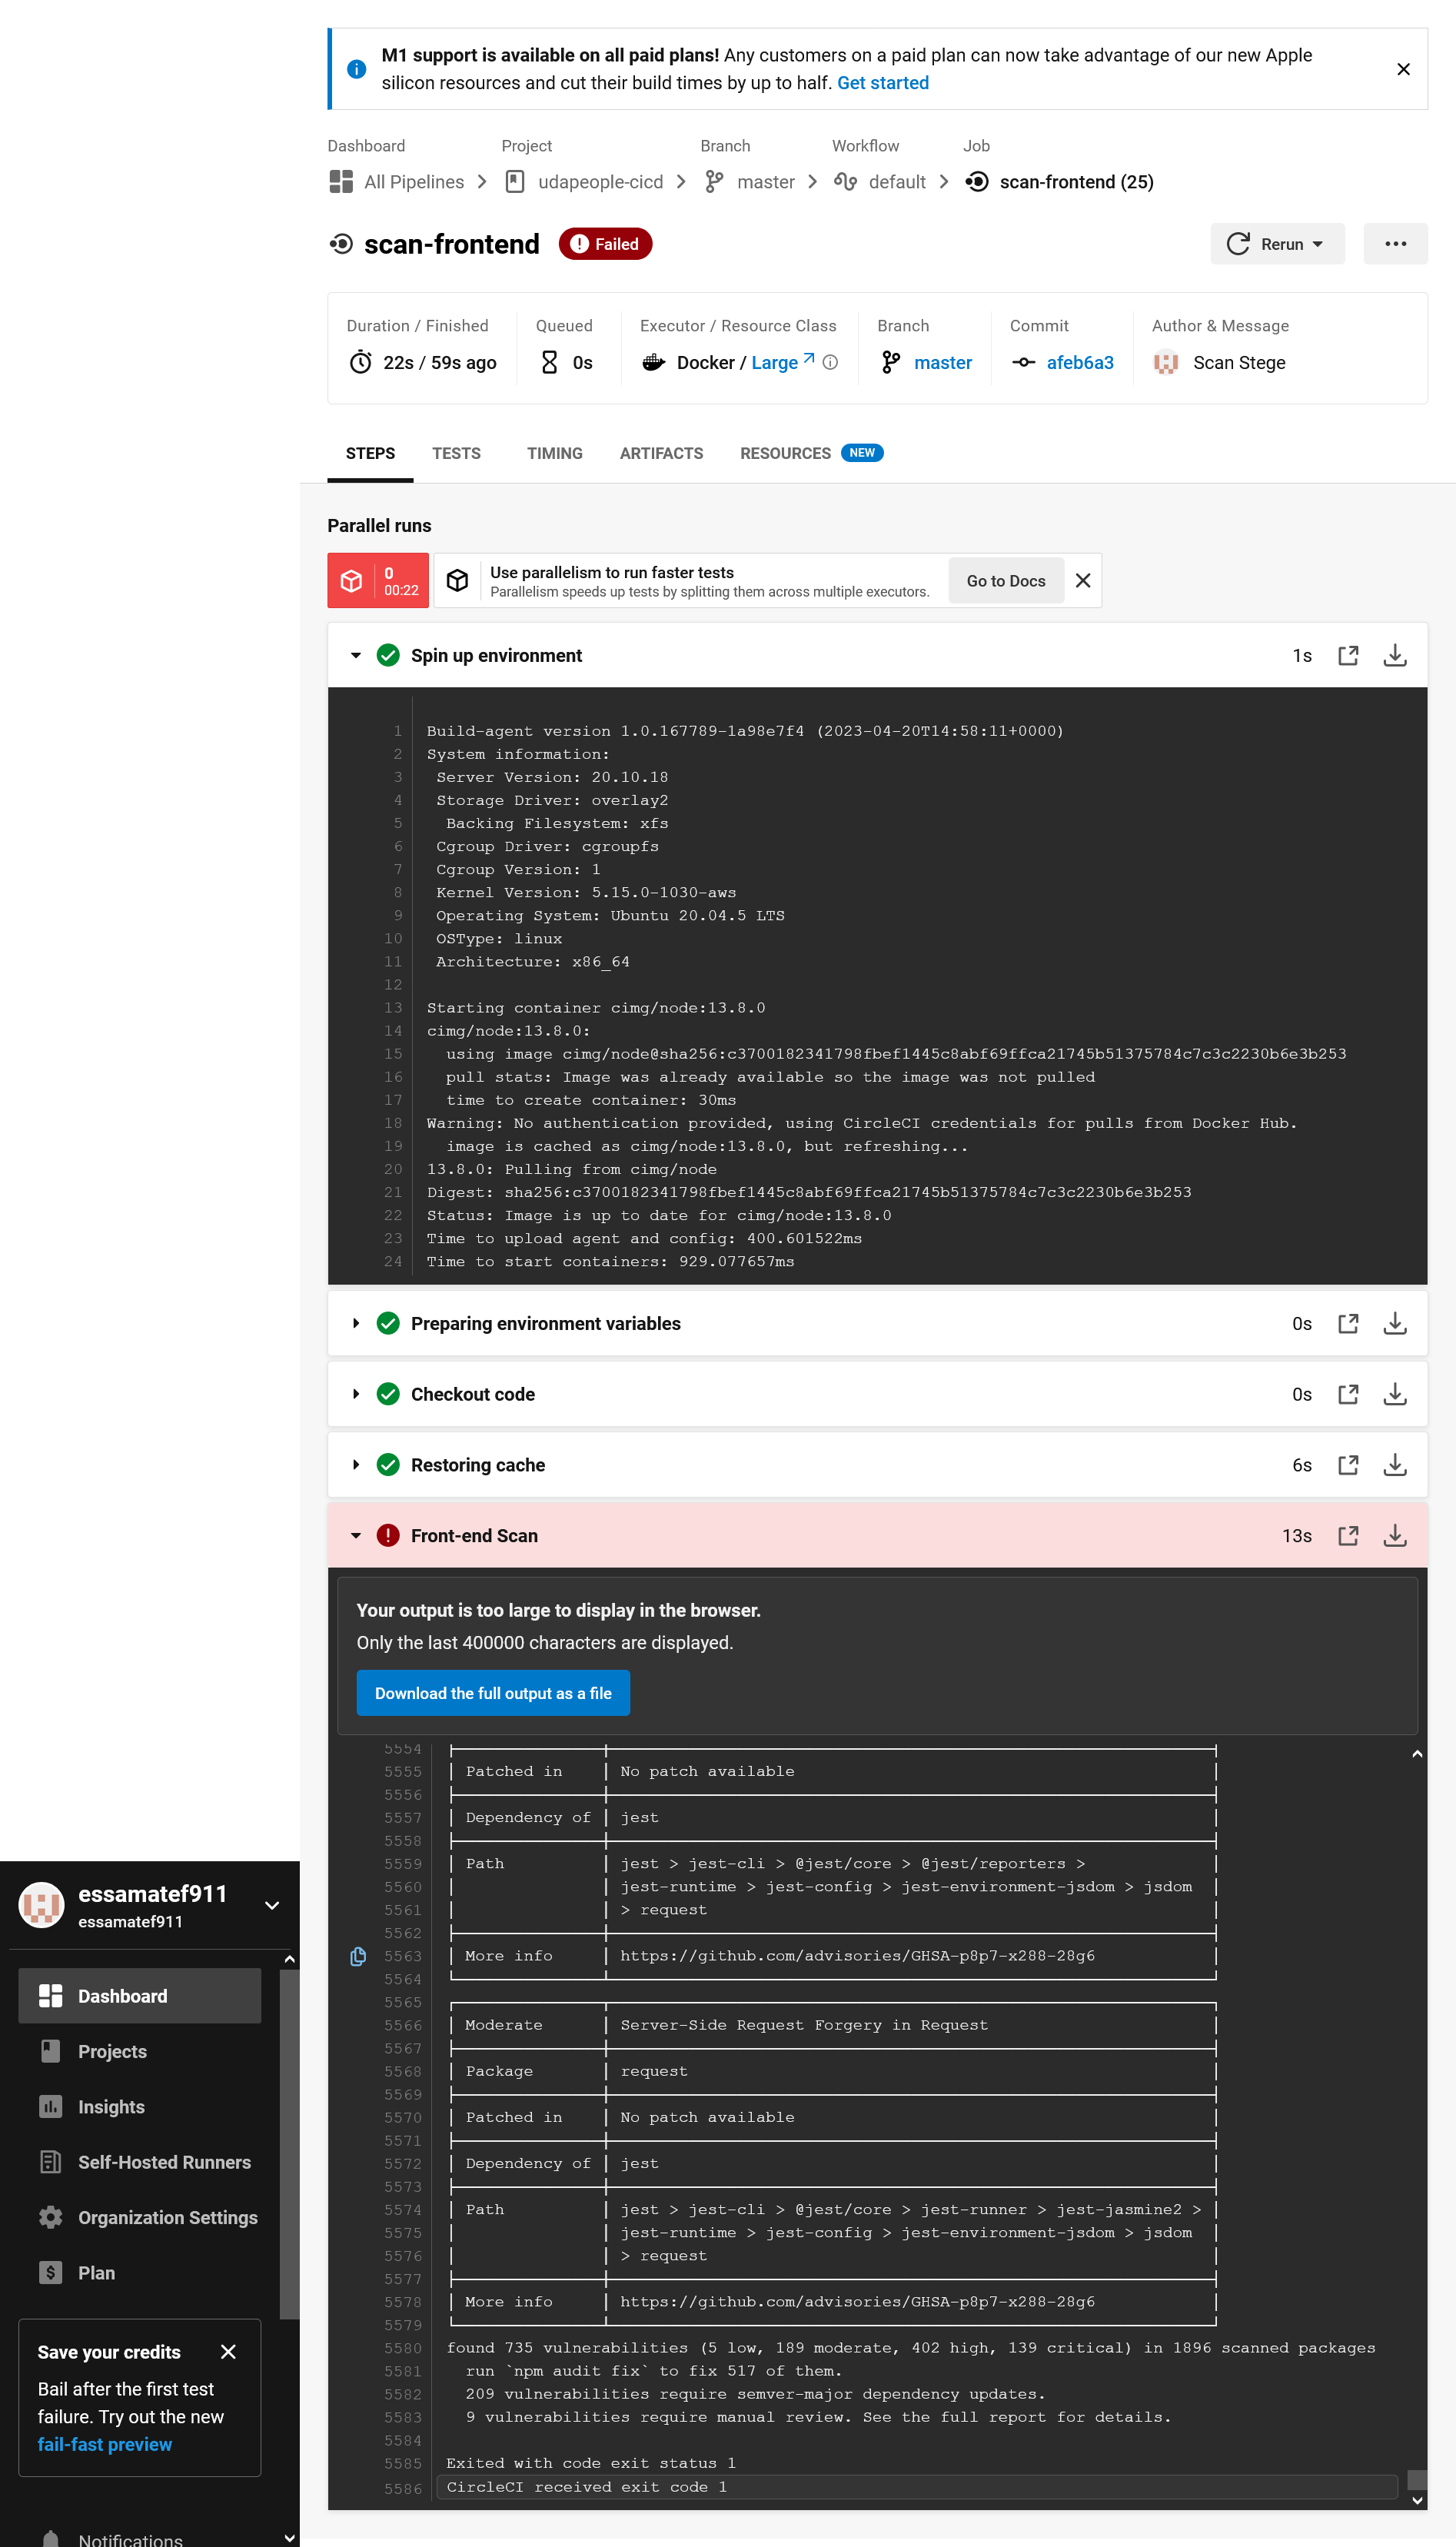 M1 support is available on all paid plans! Any customers on a paid plan can now take advantage of our new Apple
silicon resources and cut their build times by up to half. Get started
Dashboard Project Branch Workflow Job
All Pipelines udapeople-cicd master default scan-frontend (25)
scan-frontend Failed Rerun
Duration / Finished Queued Executor / Resource Class Branch Commit Author & Message
22s / 59s ago 0s Docker / Large master afeb6a3 Scan Stege
STEPS TESTS TIMING ARTIFACTS RESOURCES NEW
Parallel runs
0
00:22
Use parallelism to run faster tests
Parallelism speeds up tests by splitting them across multiple executors.
Go to Docs
Spin up environment 1s
1 Build-agent version 1.0.167789-1a98e7f4 (2023-04-20T14:58:11+0000)
2 System information:
3 Server Version: 20.10.18
4 Storage Driver: overlay2
5 Backing Filesystem: xfs
6 Cgroup Driver: cgroupfs
7 Cgroup Version: 1
8 Kernel Version: 5.15.0-1030-aws
9 Operating System: Ubuntu 20.04.5 LTS
10 OSType: linux
11 Architecture: x86_64
12
13 Starting container cimg/node:13.8.0
14 cimg/node:13.8.0:
15 using image cimg/node@sha256:c3700182341798fbef1445c8abf69ffca21745b51375784c7c3c2230b6e3b253
16 pull stats: Image was already available so the image was not pulled
17 time to create container: 30ms
18 Warning: No authentication provided, using CircleCI credentials for pulls from Docker Hub.
19 image is cached as cimg/node:13.8.0, but refreshing...
20 13.8.0: Pulling from cimg/node
21 Digest: sha256:c3700182341798fbef1445c8abf69ffca21745b51375784c7c3c2230b6e3b253
22 Status: Image is up to date for cimg/node:13.8.0
23 Time to upload agent and config: 400.601522ms
24 Time to start containers: 929.077657ms
Preparing environment variables 0s
Checkout code 0s
Restoring cache 6s
Front-end Scan 13s
Your output is too large to display in the browser.
Only the last 400000 characters are displayed.
Download the full output as a file
5554
5555 Patched in No patch available
5556
5557 Dependency of jest
5558
5559 Path jest > jest-cli > @jest/core > @jest/reporters >
5560 jest-runtime > jest-config > jest-environment-jsdom > jsdom
5561 > request
5562
5563 More info https://github.com/advisories/GHSA-p8p7-x288-28g6
5564
5565
5566 Moderate Server-Side Request Forgery in Request
5567
5568 Package request
5569
5570 Patched in No patch available
5571
5572 Dependency of jest
5573
5574 Path jest > jest-cli > @jest/core > jest-runner > jest-jasmine2 >
5575 jest-runtime > jest-config > jest-environment-jsdom > jsdom
5576 > request
5577
5578 More info https://github.com/advisories/GHSA-p8p7-x288-28g6
5579
5580 found 735 vulnerabilities (5 low, 189 moderate, 402 high, 139 critical) in 1896 scanned packages
5581 run `npm audit fix` to fix 517 of them.
5582 209 vulnerabilities require semver-major dependency updates.
5583 9 vulnerabilities require manual review. See the full report for details.
5584
5585 Exited with code exit status 1
5586 CircleCI received exit code 1
essamatef911
essamatef911
Dashboard
Projects
Insights
Self-Hosted Runners
Organization Settings
Plan
Save your credits
Bail after the first test
failure. Try out the new
fail-fast preview
Notifications